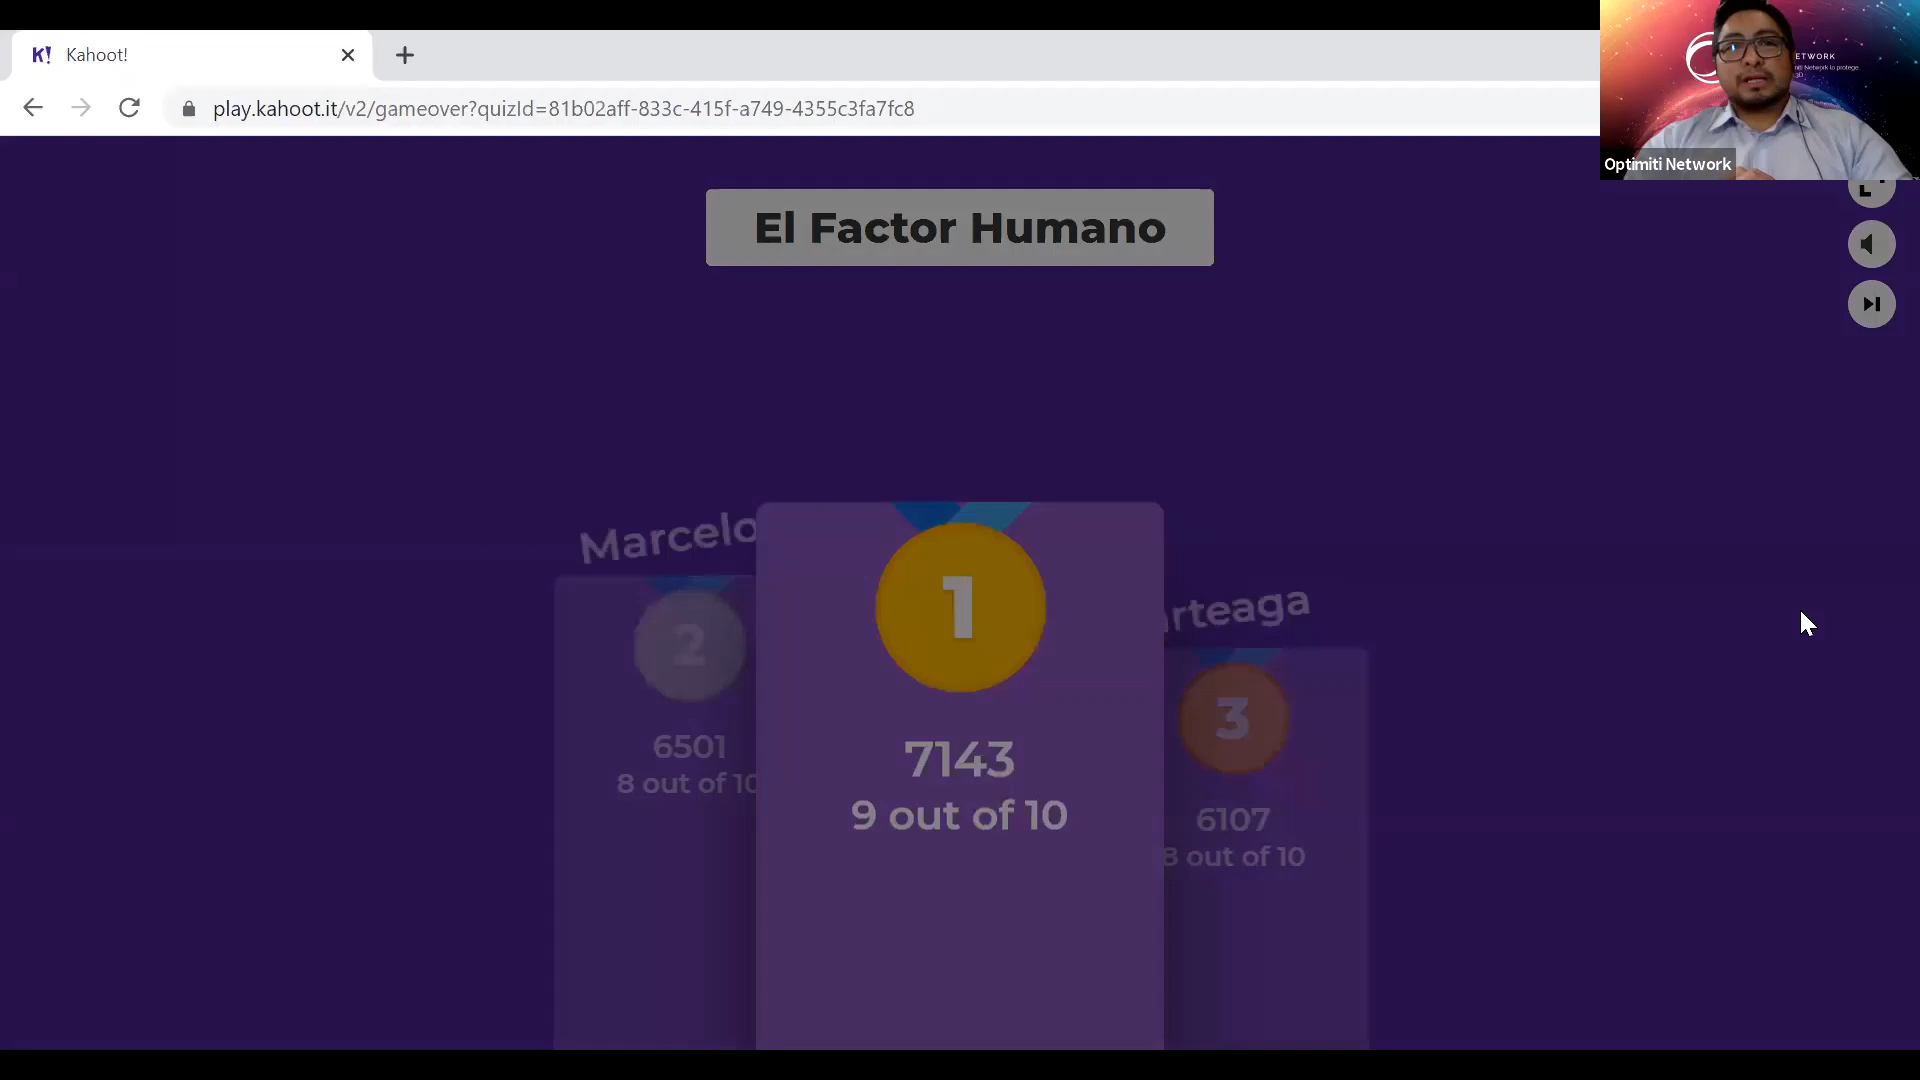 K! Kahoot!
play.kahoot.it/v2/gameover?quizId=81b02aff-833c-415f-a749-4355c3fa7fc8
ETWORK
Optimiti Network
El Factor Humano
Marcelo
1
rteaga
2
3
7143
6501
9 out of 10
8 out of 10
6107
8 out of 10